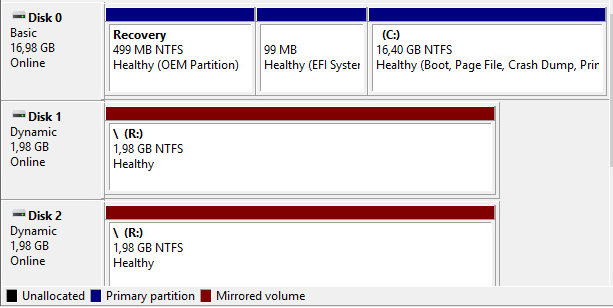 Disk 0
Basic
16,98 GB
Online
Recovery
499 MB NTFS
Healthy (OEM Partition)
99 MB
Healthy (EFI System
(C:)
16,40 GB NTFS
Healthy (Boot, Page File, Crash Dump, Prin
Disk 1
Dynamic
1,98 GB
Online
\ (R:)
1,98 GB NTFS
Healthy
Disk 2
Dynamic
1,98 GB
Online
\ (R:)
1,98 GB NTFS
Healthy
Unallocated Primary partition Mirrored volume